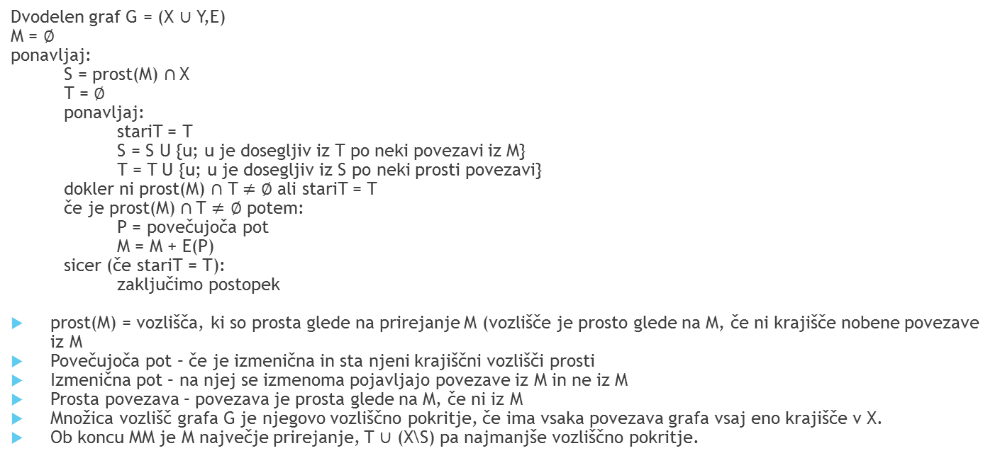 Dvodelen graf G = (X ∪ Y,E)
M = ∅
ponavljaj:
S = prost(M) ∩ X
T = ∅
ponavljaj:
stariT = T
S = S U {u; u je dosegljiv iz T po neki povezavi iz M}
T = T U {u; u je dosegljiv iz S po neki prosti povezavi}
dokler ni prost(M) ∩ T ≠ ∅ ali stariT = T
če je prost(M) ∩ T ≠ ∅ potem:
P = povečujoča pot
M = M + E(P)
sicer (če stariT = T):
zaključimo postopek
prost(M) = vozlišča, ki so prosta glede na prirejanje M (vozlišče je prosto glede na M, če ni krajišče nobene povezave
iz M
Povečujoča pot – če je izmenična in sta njeni krajiščni vozlišči prosti
Izmenična pot – na njej se izmenoma pojavljajo povezave iz M in ne iz M
Prosta povezava – povezava je prosta glede na M, če ni iz M
Množica vozlišč grafa G je njegovo vozliščno pokritje, če ima vsaka povezava grafa vsaj eno krajišče v X.
Ob koncu MM je M največje prirejanje, T ∪ (X\S) pa najmanjše vozliščno pokritje.